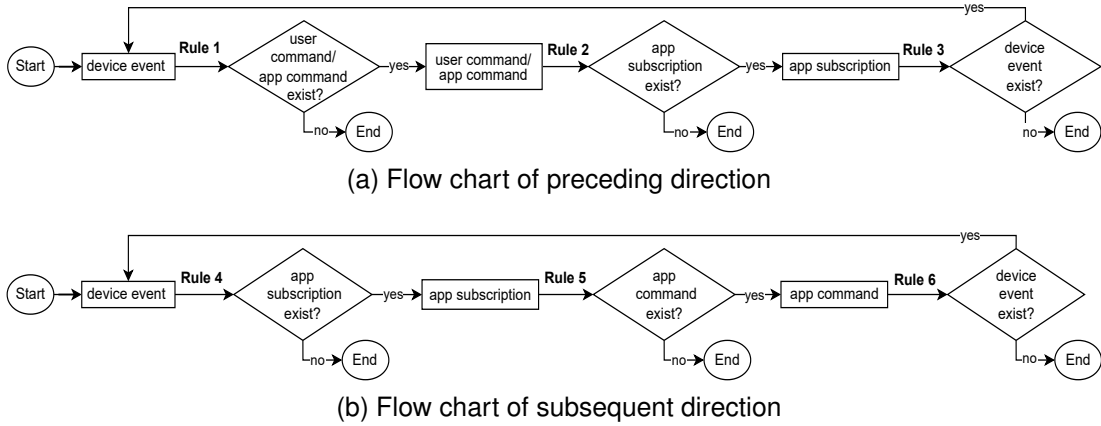 yes
Start
device event
Rule 1
user
command/
app command
exist?
yes
user command/
app command
Rule 2
app
subscription
exist?
yes
app subscription
Rule 3
device
event
exist?
no
End
no
End
no
End
(a) Flow chart of preceding direction
yes
Start
device event
Rule 4
app
subscription
exist?
yes
app subscription
Rule 5
app
command
exist?
yes
app command
Rule 6
device
event
exist?
no
End
no
End
no
End
(b) Flow chart of subsequent direction